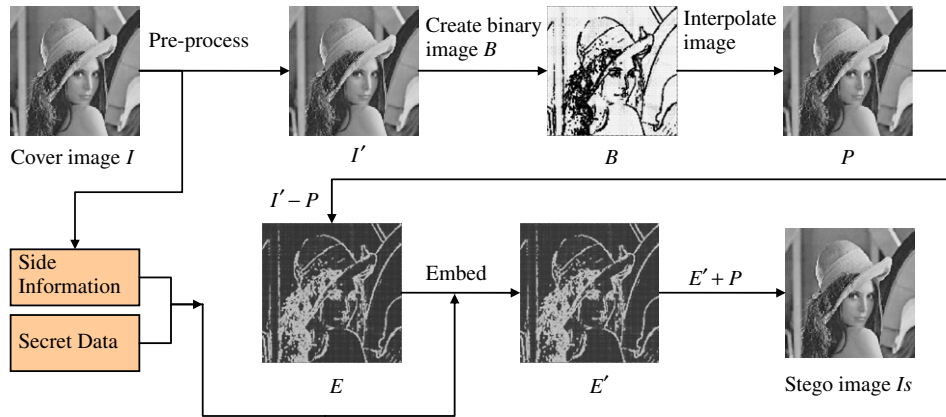 Pre-process
Create binary
image B
Interpolate
image
Cover image I
I′
B
P
I′ – P
Side
Information
Secret Data
Embed
E′ + P
E
E′
Stego image Is